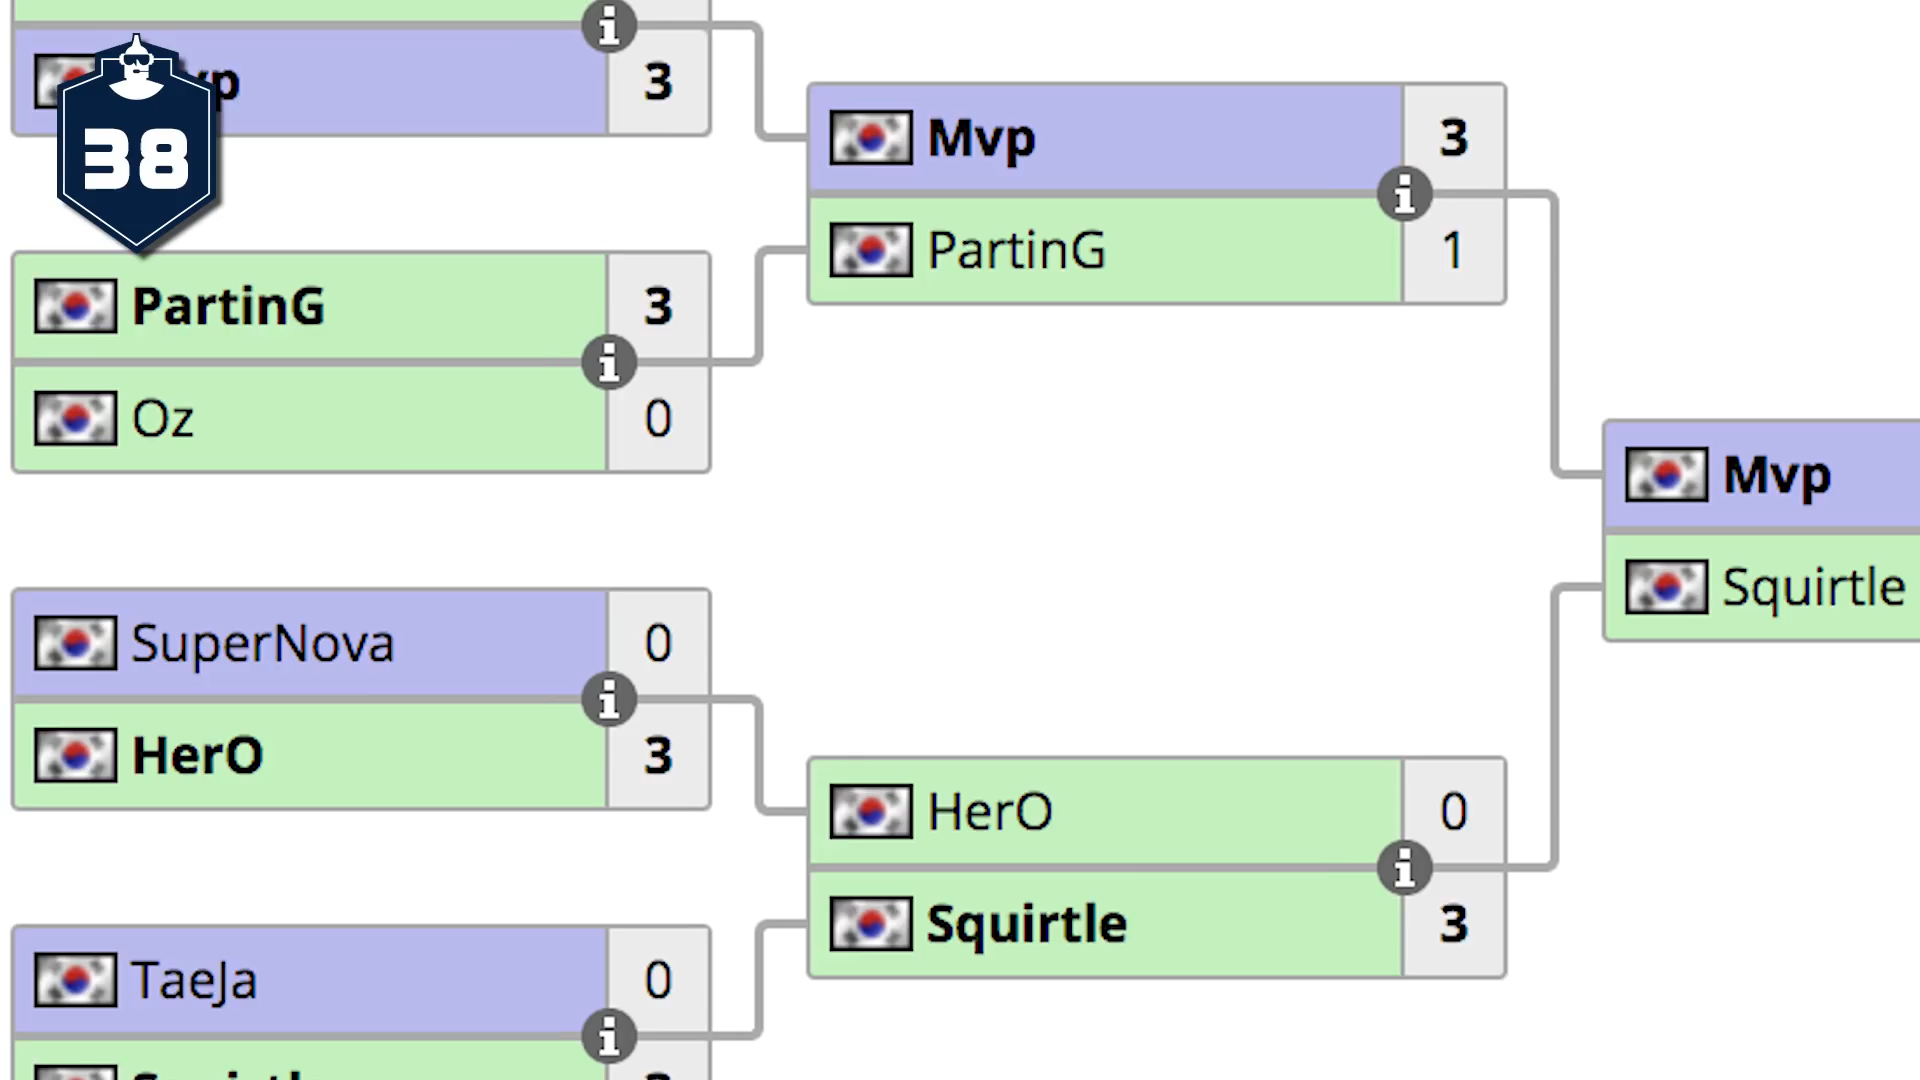 3
38
PartinG 3
Oz 0
SuperNova 0
HerO 3
TaeJa 0
Mvp 3
PartinG 1
HerO 0
Squirtle 3
Mvp
Squirtle